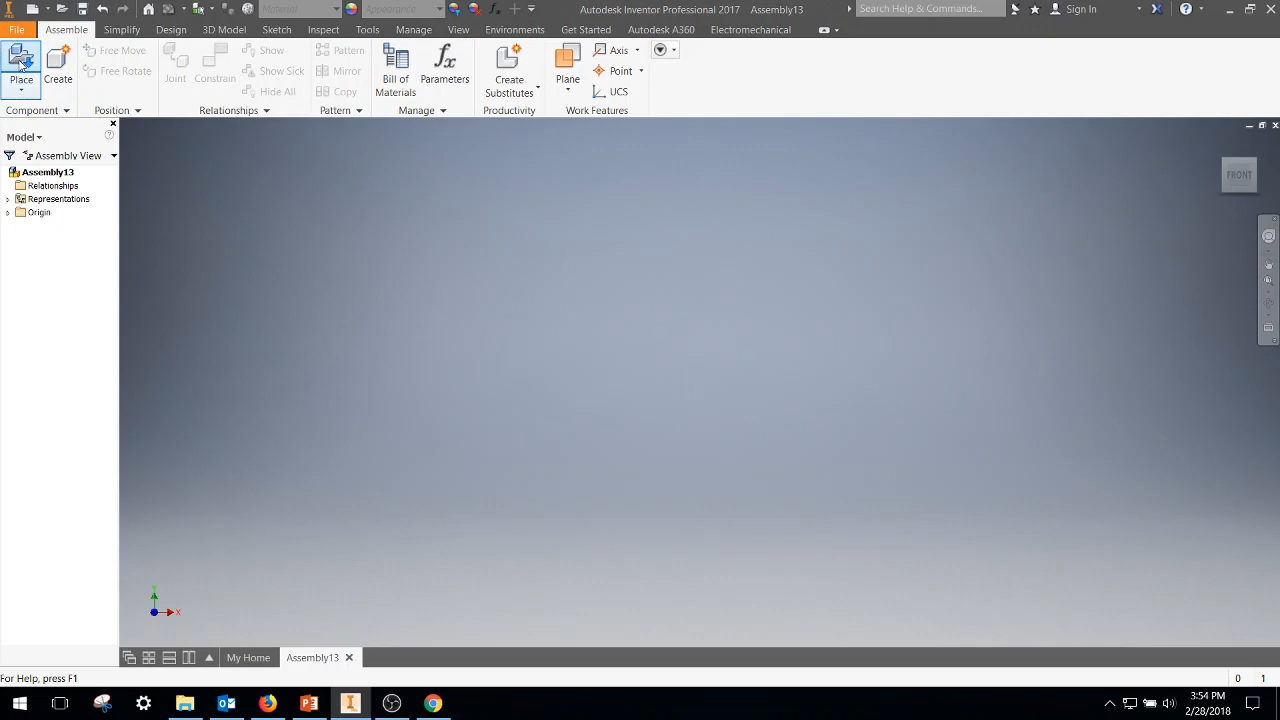 Material Appearance Autodesk Inventor Professional 2017 Assembly13 Search Help & Commands... Sign In
File Assemble Simplify Design 3D Model Sketch Inspect Tools Manage View Environments Get Started Autodesk A360 Electromechanical
Place Create
Free Move
Free Rotate
Joint Constrain
Show
Show Sick
Hide All
Pattern
Mirror
Copy
Bill of Materials
Parameters
Create Substitutes
Plane
Axis
Point
UCS
Component Position Relationships Pattern Manage Productivity Work Features
Model
Assembly View
Assembly13
Relationships
Representations
Origin
FRONT
Y
X
My Home Assembly13
For Help, press F1 0 1
3:54 PM
2/28/2018